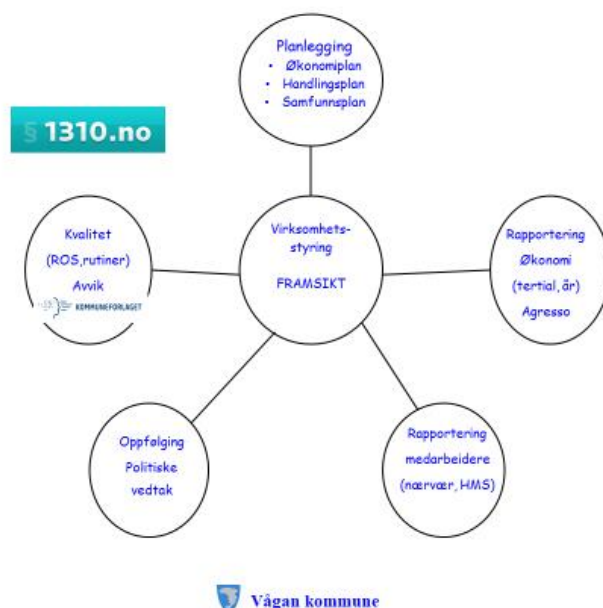 Planlegging
• Økonomiplan
• Handlingsplan
• Samfunnsplan
§ 1310.no
Kvalitet
(ROS,rutiner)
Avvik
KOMMUNEFORLAGET
Virksomhets-
styring
FRAMSIKT
Rapportering
Økonomi
(tertial, år)
Agresso
Oppfølging
Politiske
vedtak
Rapportering
medarbeidere
(nærvær, HMS)
Vågan kommune